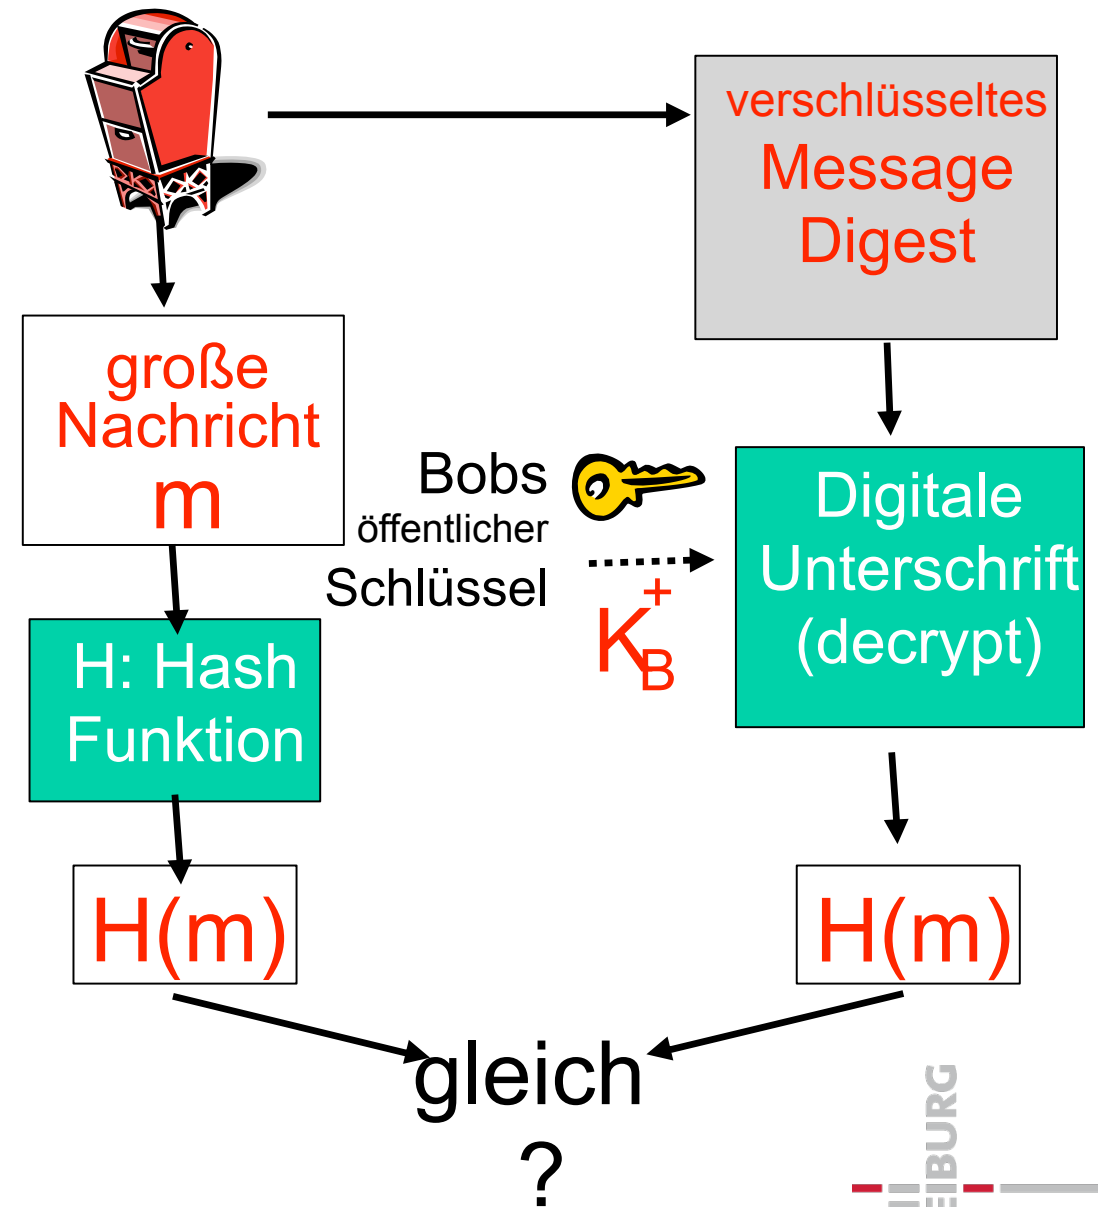 verschlüsseltes
Message
Digest
große
Nachricht
m
Bobs
öffentlicher
Schlüssel
K+B
Digitale
Unterschrift
(decrypt)
H: Hash
Funktion
H(m)
H(m)
gleich
?
BURG